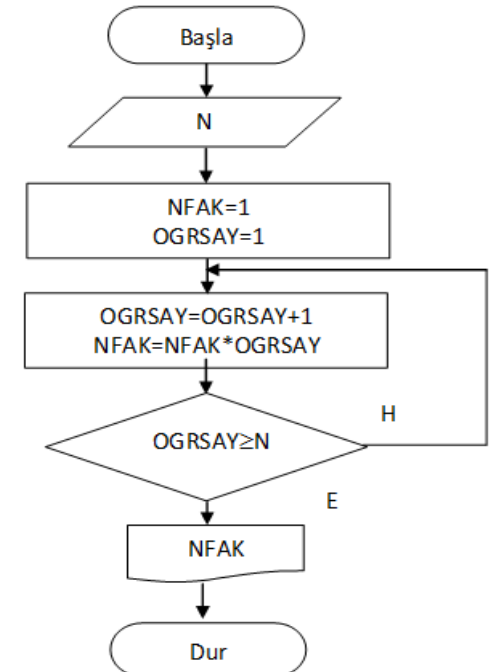 Başla
N
NFAK=1
OGRSAY=1
OGRSAY=OGRSAY+1
NFAK=NFAK*OGRSAY
H
OGRSAY≥N
E
NFAK
Dur